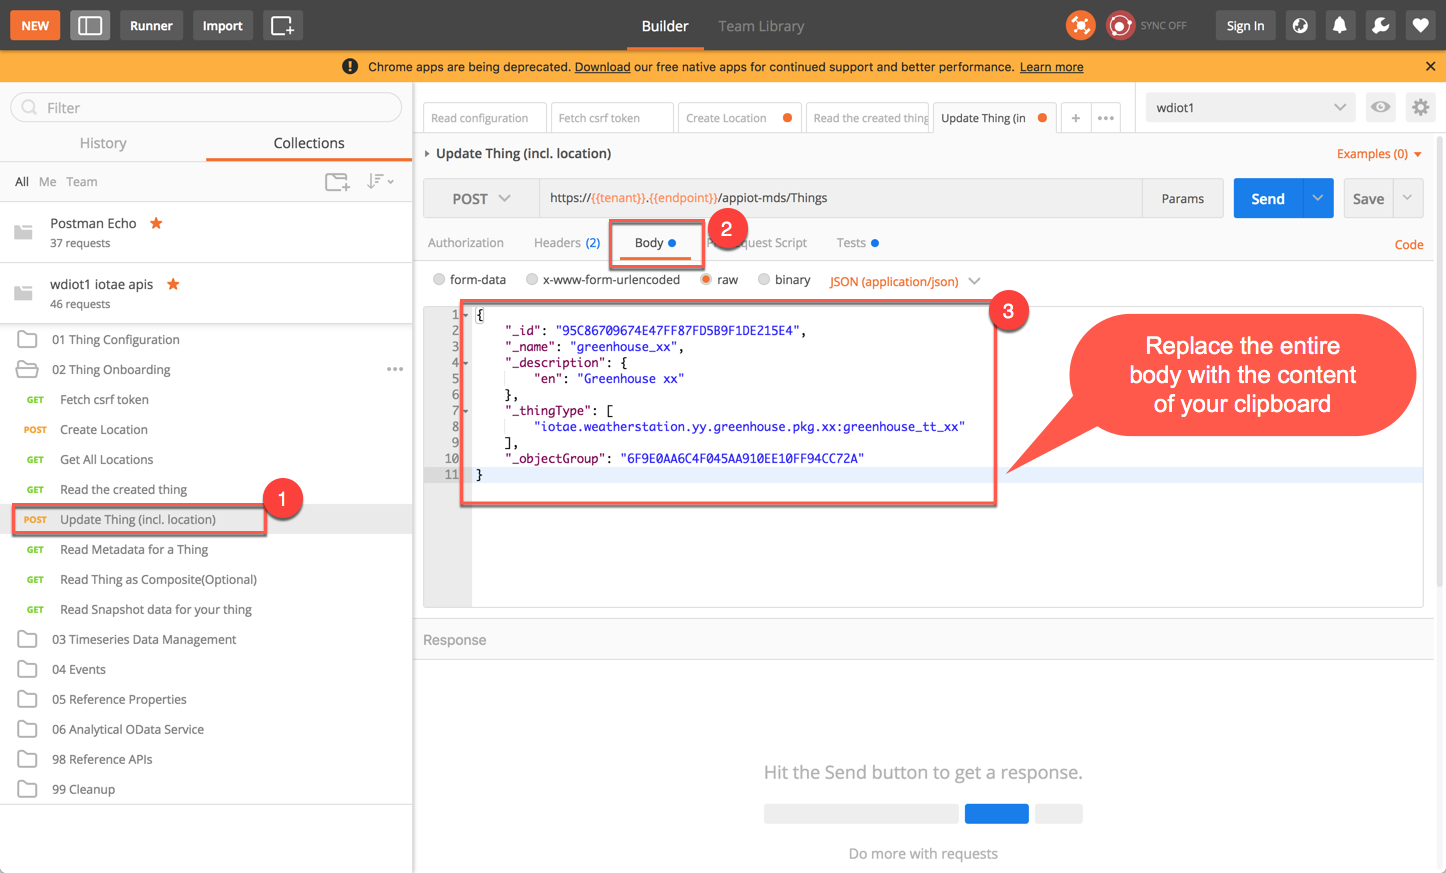 NEW
Runner
Import
Builder
Team Library
SYNC OFF
Sign In
Chrome apps are being deprecated. Download our free native apps for continued support and better performance. Learn more
Filter
History
Collections
All Me Team
Postman Echo
37 requests
wdiot1 iotae apis
46 requests
01 Thing Configuration
02 Thing Onboarding
GET Fetch csrf token
POST Create Location
GET Get All Locations
GET Read the created thing
POST Update Thing (incl. location)
1
GET Read Metadata for a Thing
GET Read Thing as Composite(Optional)
GET Read Snapshot data for your thing
03 Timeseries Data Management
04 Events
05 Reference Properties
06 Analytical OData Service
98 Reference APIs
99 Cleanup
Read configuration
Fetch csrf token
Create Location
Read the created thing
Update Thing (in
wdiot1
Update Thing (incl. location)
Examples (0)
POST
https://{{tenant}}.{{endpoint}}/appiot-mds/Things
Params
Send
Save
Authorization
Headers (2)
Body
2
quest Script
Tests
Code
form-data
x-www-form-urlencoded
raw
binary
JSON (application/json)
3
1 {
2 "_id": "95C86709674E47FF87FD5B9F1DE215E4",
3 "_name": "greenhouse_xx",
4 "_description": {
5 "en": "Greenhouse xx"
6 },
7 "_thingType": [
8 "iotae.weatherstation.yy.greenhouse.pkg.xx:greenhouse_tt_xx"
9 ],
10 "_objectGroup": "6F9E0AA6C4F045AA910EE10FF94CC72A"
11 }
Replace the entire
body with the content
of your clipboard
Response
Hit the Send button to get a response.
Do more with requests